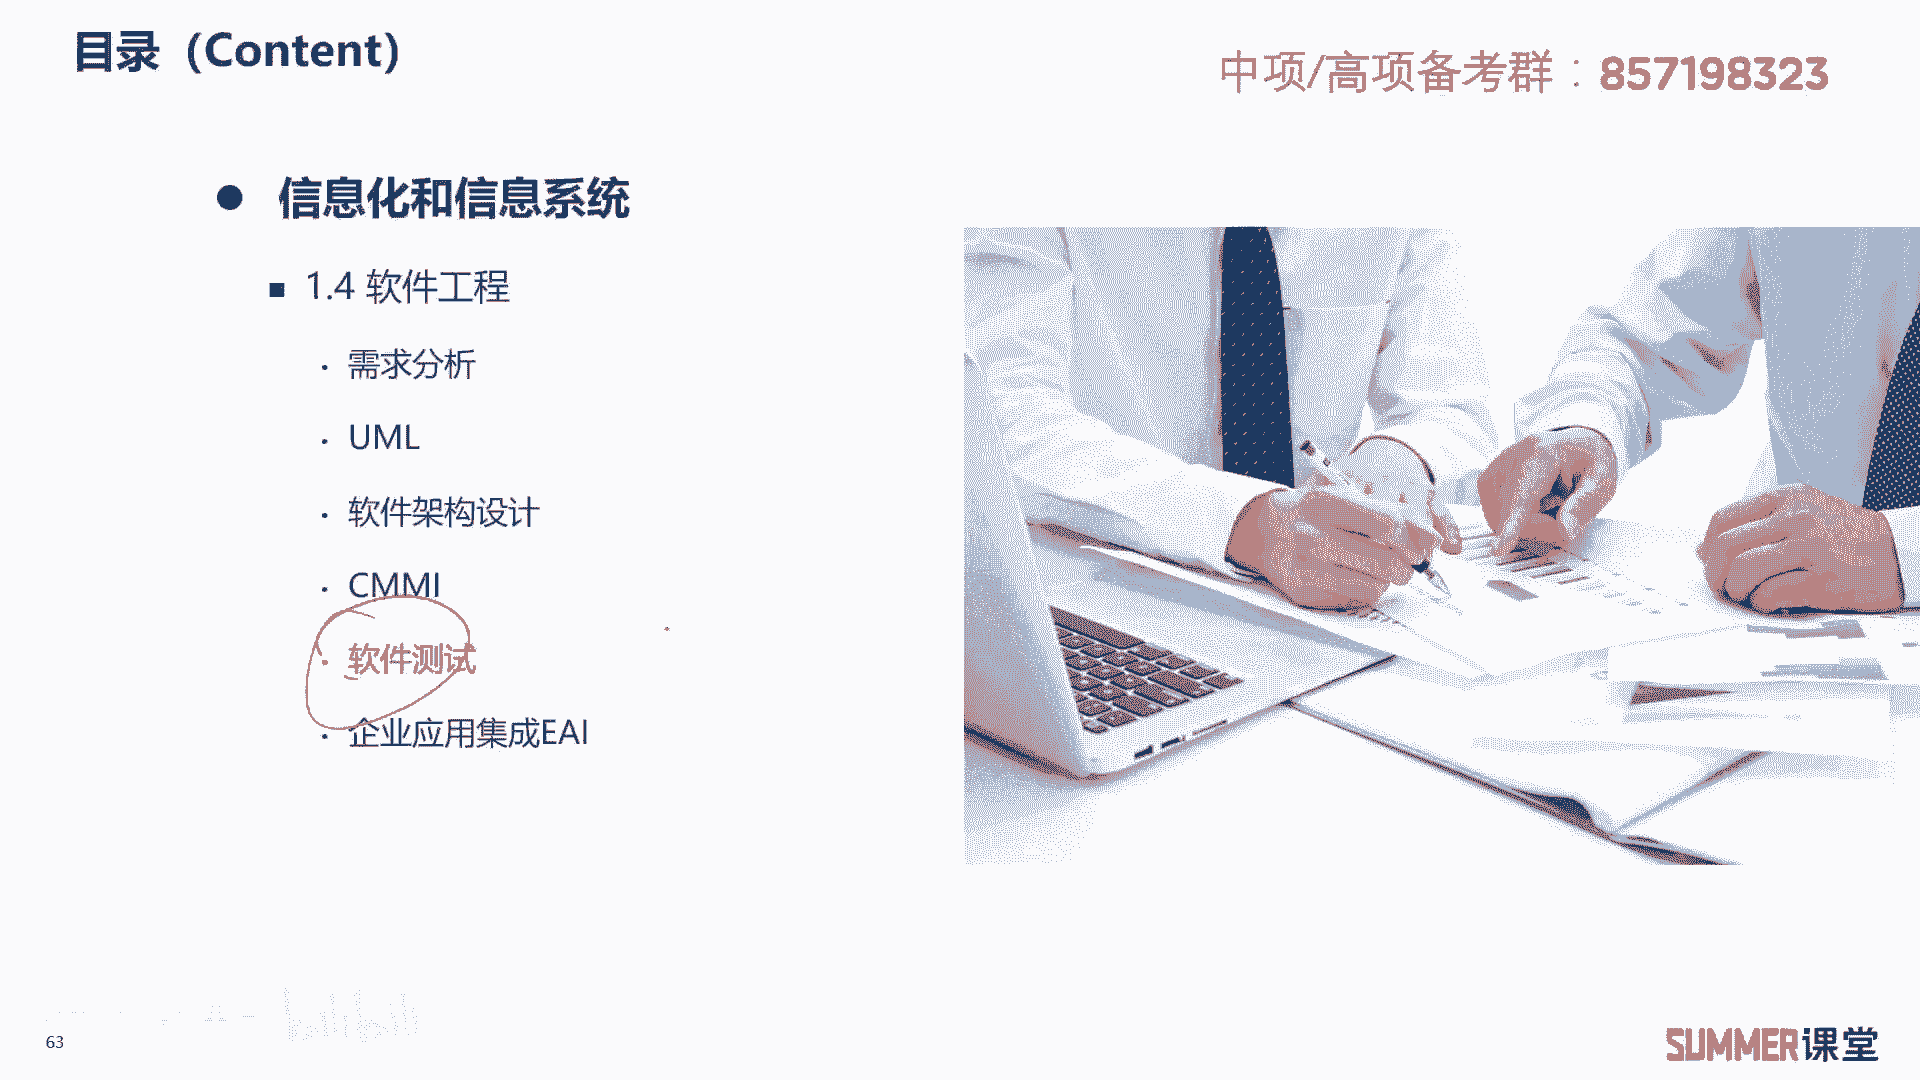 目录（Content）
中项/高项备考群：857198323
信息化和信息系统
1.4 软件工程
需求分析
UML
软件架构设计
CMMI
软件测试
企业应用集成EAI
63
SUMMER课堂